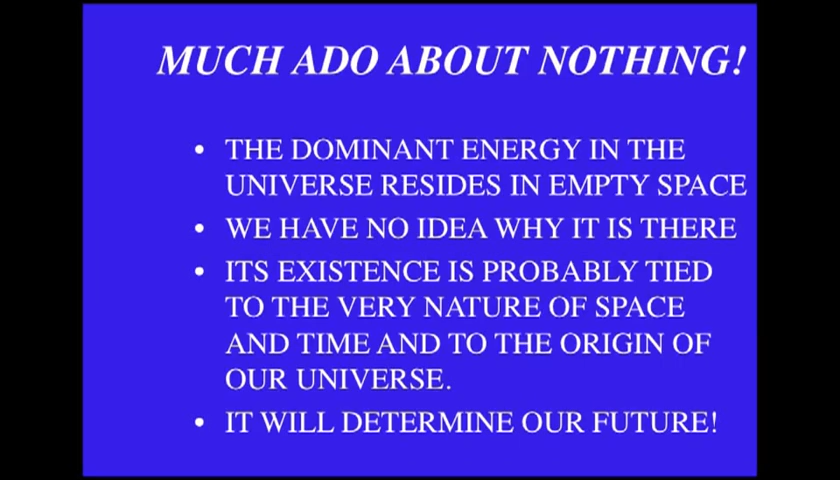 MUCH ADO ABOUT NOTHING!
• THE DOMINANT ENERGY IN THE
UNIVERSE RESIDES IN EMPTY SPACE
• WE HAVE NO IDEA WHY IT IS THERE
• ITS EXISTENCE IS PROBABLY TIED
TO THE VERY NATURE OF SPACE
AND TIME AND TO THE ORIGIN OF
OUR UNIVERSE.
• IT WILL DETERMINE OUR FUTURE!